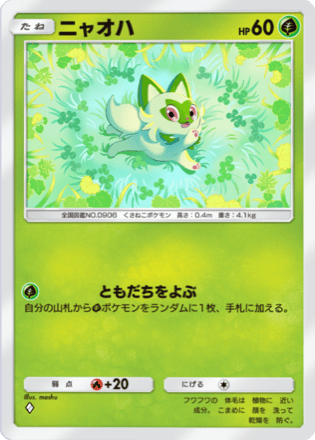 たね ニャオハ HP60
全国図鑑NO.0906 くさねこポケモン 高さ:0.4m 重さ:4.1kg
ともだちをよぶ
自分の山札からポケモンをランダムに1枚、手札に加える。
弱点 +20 にげる
illus. mashu
フワフワの 体毛は 植物に 近い
成分。 こまめに 顔を 洗って
乾燥を 防ぐ。